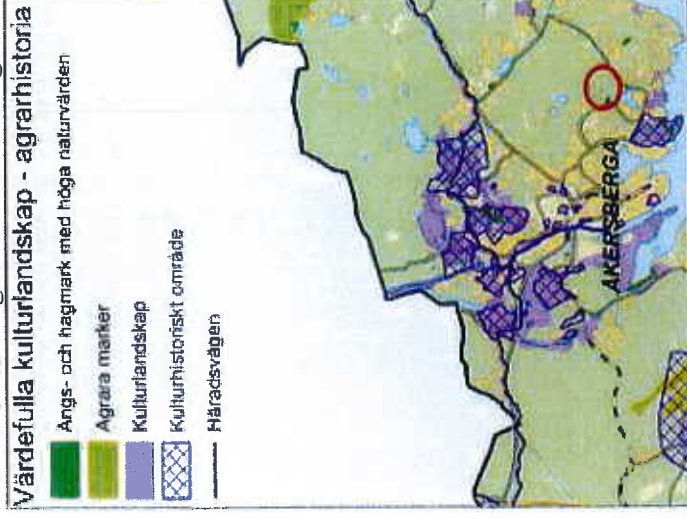 Värdefulla kulturlandskap - agrarhistoria
Ängs- och hagmark med höga naturvärden
Agrara marker
Kulturlandskap
Kulturhistoriskt område
Häradsvägen
ÅKERSBERGA